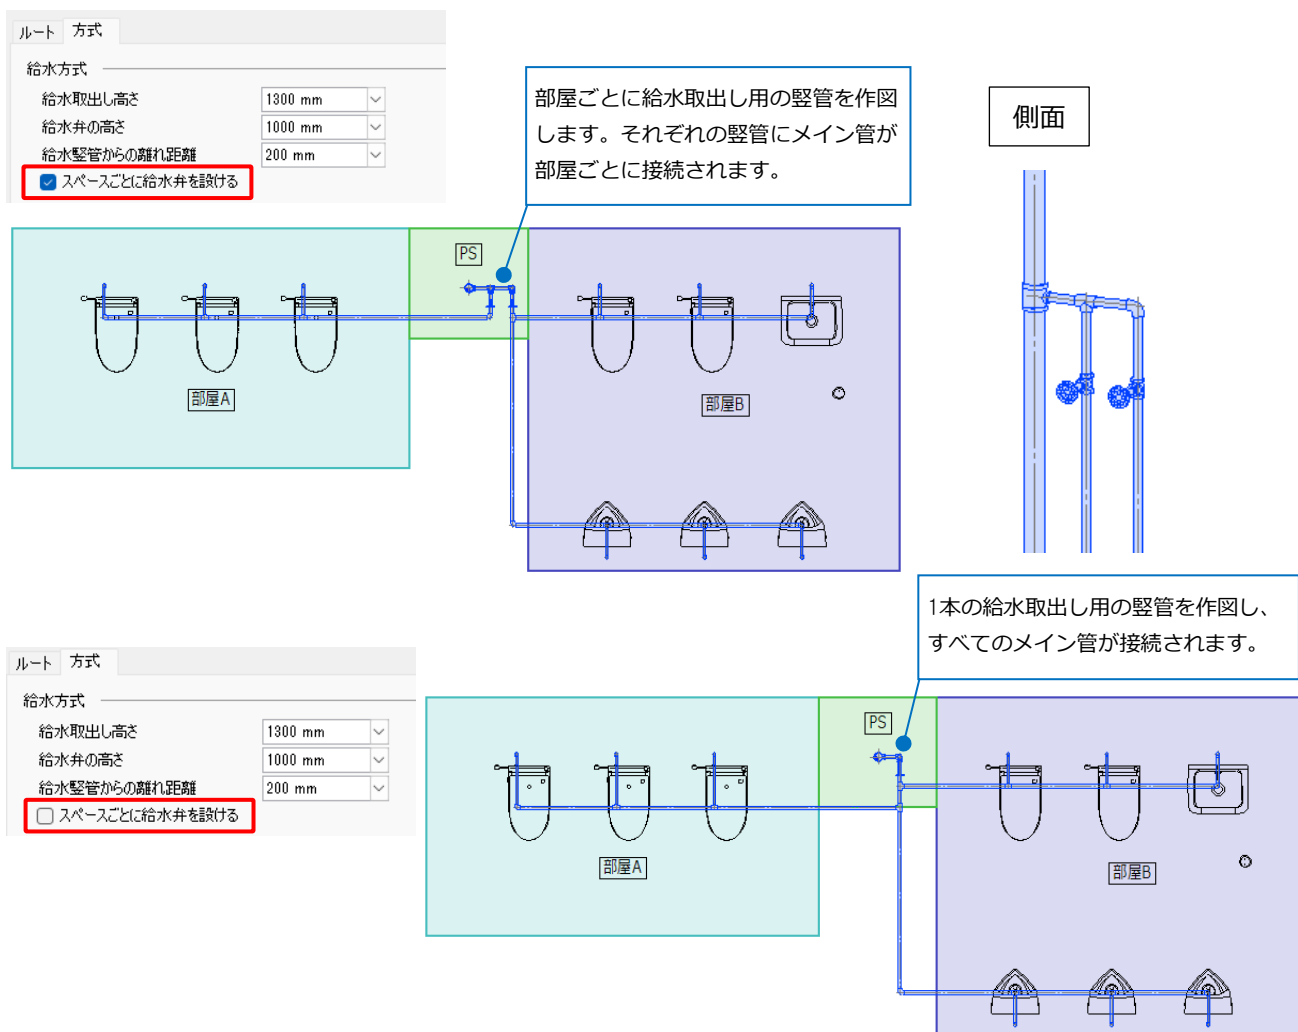 ルート 方式
給水方式
給水取出し高さ 1300 mm
給水弁の高さ 1000 mm
給水竪管からの離れ距離 200 mm
スペースごとに給水弁を設ける
部屋ごとに給水取出し用の竪管を作図
します。それぞれの竪管にメイン管が
部屋ごとに接続されます。
側面
PS
部屋A
部屋B
1本の給水取出し用の竪管を作図し、
すべてのメイン管が接続されます。
ルート 方式
給水方式
給水取出し高さ 1300 mm
給水弁の高さ 1000 mm
給水竪管からの離れ距離 200 mm
スペースごとに給水弁を設ける
PS
部屋A
部屋B